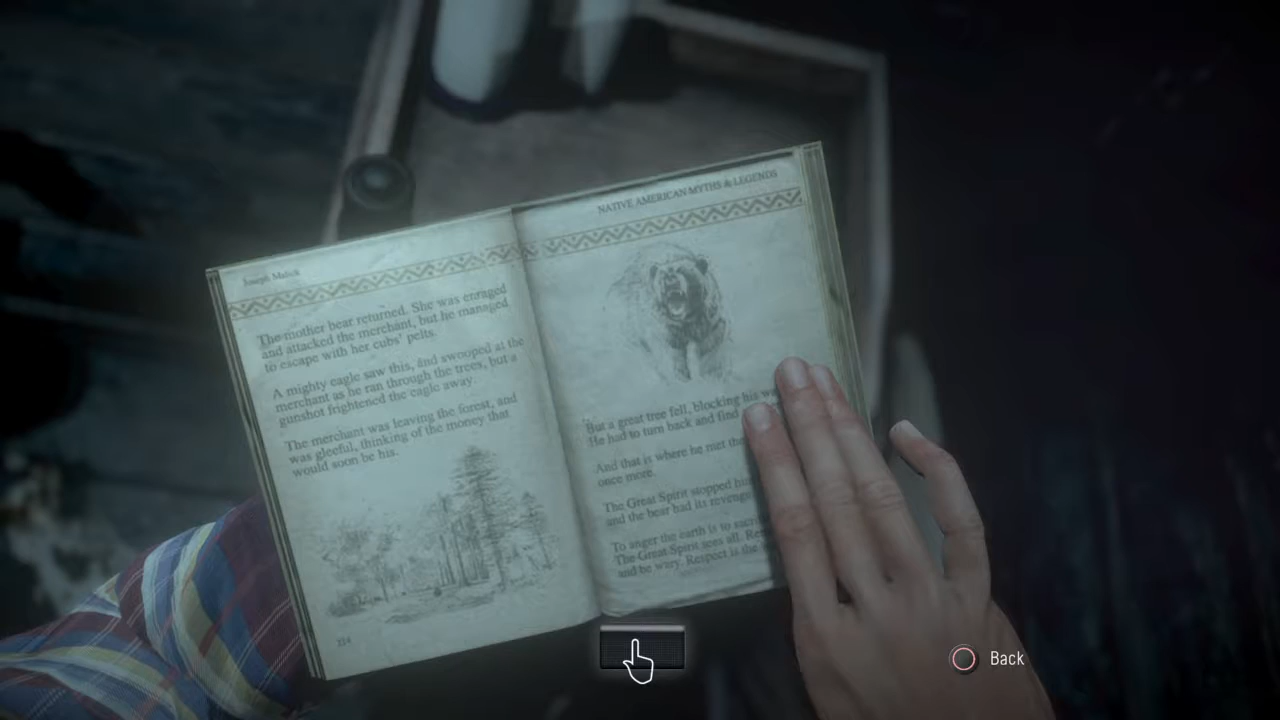 Joseph Malick
The mother bear returned. She was enraged
and attacked the merchant, but he managed
to escape with her cubs' pelts.
A mighty eagle saw this, and swooped at the
merchant as he ran through the trees, but a
gunshot frightened the eagle away.
The merchant was leaving the forest, and
was gleeful, thinking of the money that
would soon be his.
114
NATIVE AMERICAN MYTHS & LEGENDS
But a great tree fell, blocking his
He had to turn back and find
And that is where he met
once more.
The Great Spirit stopped
and the bear had its
To anger the earth is to
The Great Spirit sees all.
and be wary. Respect is the
Back